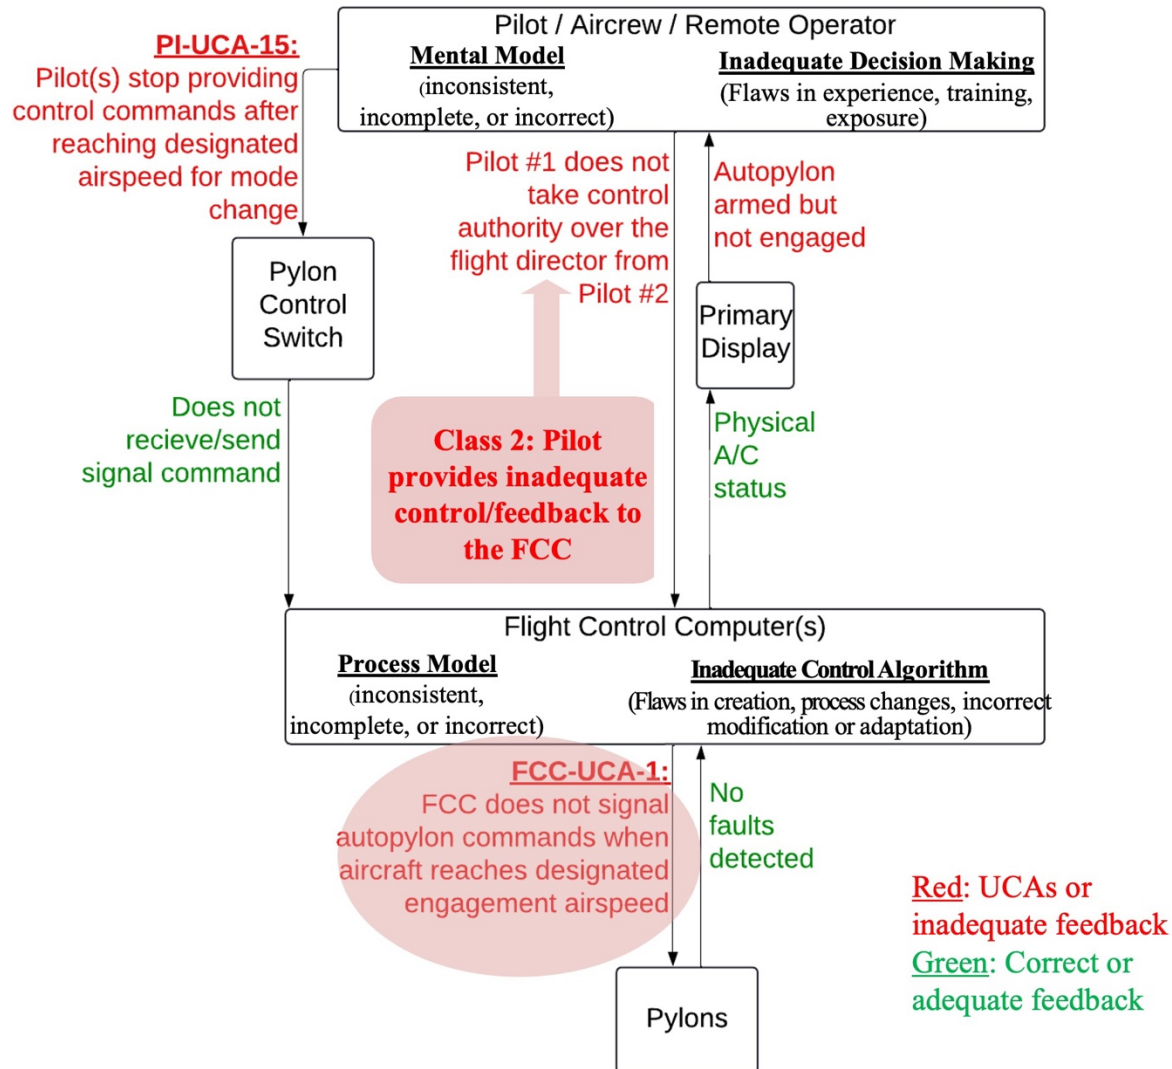 Pilot / Aircrew / Remote Operator
Mental Model
(inconsistent,
incomplete, or incorrect)
Inadequate Decision Making
(Flaws in experience, training,
exposure)
PI-UCA-15:
Pilot(s) stop providing
control commands after
reaching designated
airspeed for mode
change
Pilot #1 does not
take control
authority over the
flight director from
Pilot #2
Autopylon
armed but
not engaged
Pylon
Control
Switch
Primary
Display
Does not
recieve/send
signal command
Class 2: Pilot
provides inadequate
control/feedback to
the FCC
Physical
A/C
status
Flight Control Computer(s)
Process Model
(inconsistent,
incomplete, or incorrect)
Inadequate Control Algorithm
(Flaws in creation, process changes, incorrect
modification or adaptation)
FCC-UCA-1:
FCC does not signal
autopylon commands when
aircraft reaches designated
engagement airspeed
No
faults
detected
Red: UCAs or
inadequate feedback
Green: Correct or
adequate feedback
Pylons